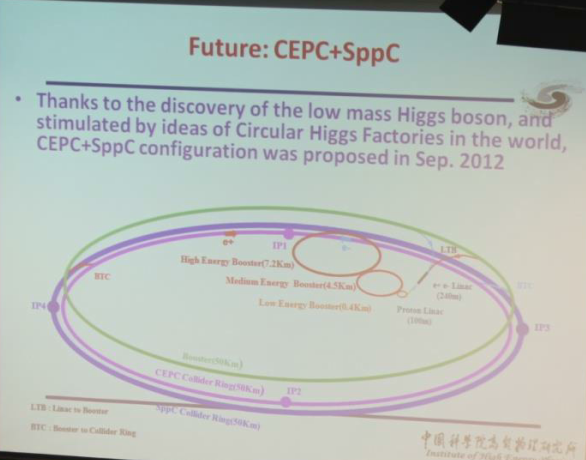 Future: CEPC+SppC
• Thanks to the discovery of the low mass Higgs boson, and
stimulated by ideas of Circular Higgs Factories in the world,
CEPC+SppC configuration was proposed in Sep. 2012
e+
IP1
e-
LTB
High Energy Booster(7.2Km)
BTC
Medium Energy Booster(4.5Km)
e+ e- Linac
(240m)
BTC
IP4
Low Energy Booster(0.4Km)
Proton Linac
(100m)
IP3
Booster(50Km)
CEPC Collider Ring(50Km)
IP2
LTB : Linac to Booster
SppC Collider Ring(50Km)
BTC : Booster to Collider Ring
中国科学院高能物理研究所
Institute of High Energy